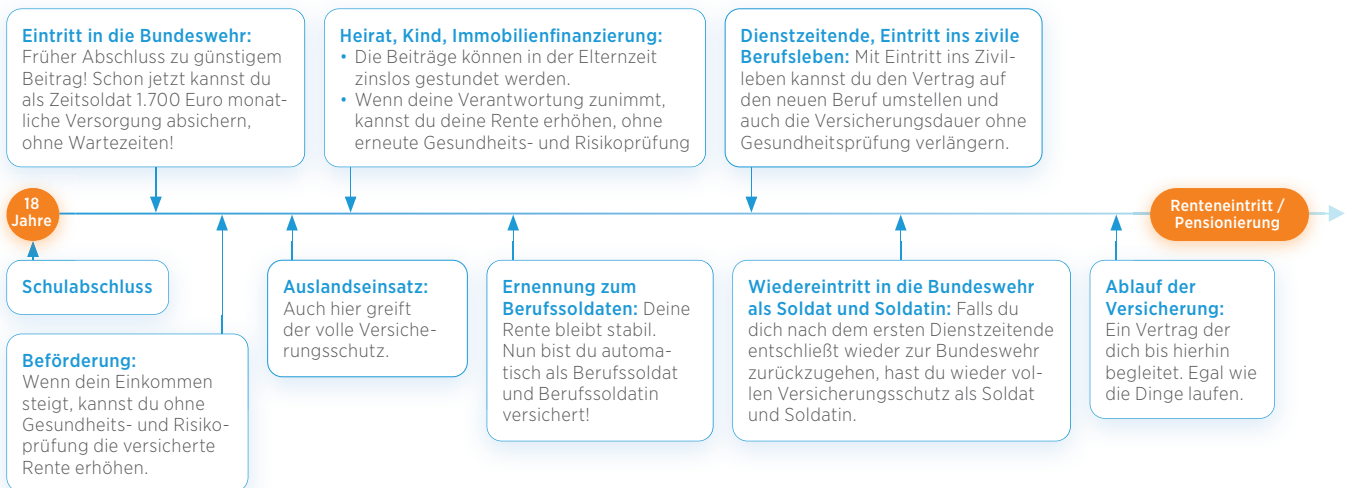 Eintritt in die Bundeswehr:
Früher Abschluss zu günstigem
Beitrag! Schon jetzt kannst du
als Zeitsoldat 1.700 Euro monat-
liche Versorgung absichern,
ohne Wartezeiten!
Heirat, Kind, Immobilienfinanzierung:
• Die Beiträge können in der Elternzeit
zinslos gestundet werden.
• Wenn deine Verantwortung zunimmt,
kannst du deine Rente erhöhen, ohne
erneute Gesundheits- und Risikoprüfung
Dienstzeitende, Eintritt ins zivile
Berufsleben: Mit Eintritt ins Zivil-
leben kannst du den Vertrag auf
den neuen Beruf umstellen und
auch die Versicherungsdauer ohne
Gesundheitsprüfung verlängern.
18
Jahre
Renteneintritt /
Pensionierung
Schulabschluss
Beförderung:
Wenn dein Einkommen
steigt, kannst du ohne
Gesundheits- und Risiko-
prüfung die versicherte
Rente erhöhen.
Auslandseinsatz:
Auch hier greift
der volle Versiche-
rungsschutz.
Ernennung zum
Berufssoldaten: Deine
Rente bleibt stabil.
Nun bist du automa-
tisch als Berufssoldat
und Berufssoldatin
versichert!
Wiedereintritt in die Bundeswehr
als Soldat und Soldatin: Falls du
dich nach dem ersten Dienstzeitende
entschließt wieder zur Bundeswehr
zurückzugehen, hast du wieder vol-
len Versicherungsschutz als Soldat
und Soldatin.
Ablauf der
Versicherung:
Ein Vertrag der
dich bis hierhin
begleitet. Egal wie
die Dinge laufen.